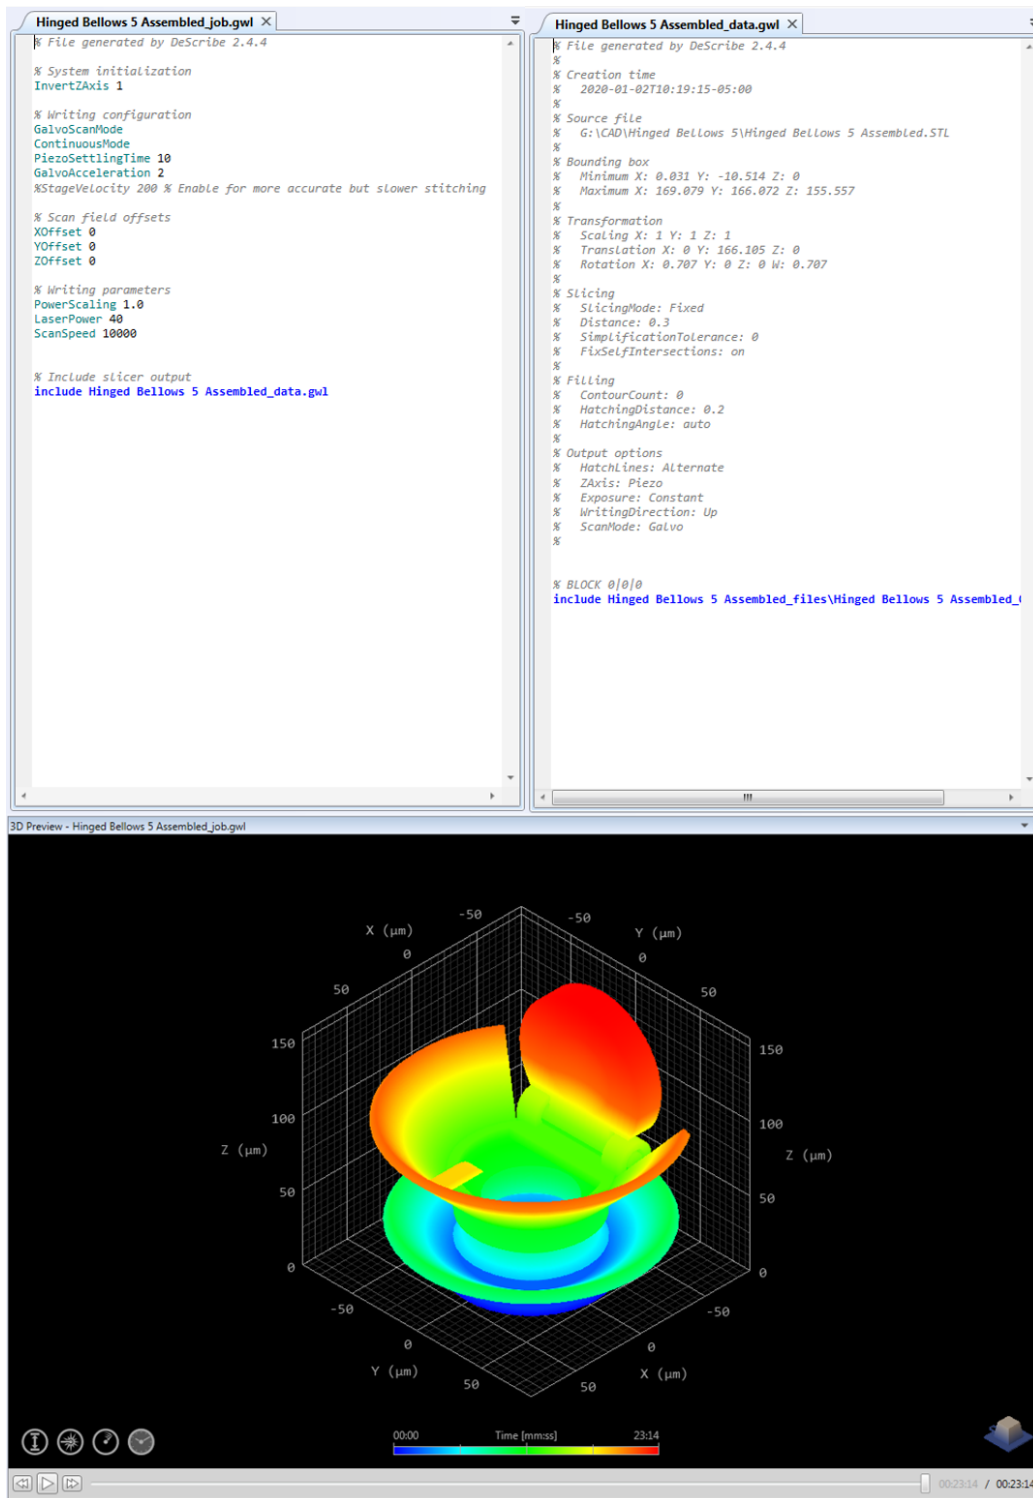 Hinged Bellows 5 Assembled_job.gwl
% File generated by DeScribe 2.4.4
% System initialization
InvertZAxis 1
% Writing configuration
GalvoScanMode
ContinuousMode
PiezoSettlingTime 10
GalvoAcceleration 2
%StageVelocity 200 % Enable for more accurate but slower stitching
% Scan field offsets
XOffset 0
YOffset 0
ZOffset 0
% Writing parameters
PowerScaling 1.0
LaserPower 40
ScanSpeed 10000
% Include slicer output
include Hinged Bellows 5 Assembled_data.gwl
Hinged Bellows 5 Assembled_data.gwl
% File generated by DeScribe 2.4.4
%
% Creation time
%   2020-01-02T10:19:15-05:00
%
% Source file
%   G:\CAD\Hinged Bellows 5\Hinged Bellows 5 Assembled.STL
%
% Bounding box
%   Minimum X: 0.031 Y: -10.514 Z: 0
%   Maximum X: 169.079 Y: 166.072 Z: 155.557
%
% Transformation
%   Scaling X: 1 Y: 1 Z: 1
%   Translation X: 0 Y: 166.105 Z: 0
%   Rotation X: 0.707 Y: 0 Z: 0 W: 0.707
%
% Slicing
%   SlicingMode: Fixed
%   Distance: 0.3
%   SimplificationTolerance: 0
%   FixSelfIntersections: on
%
% Filling
%   ContourCount: 0
%   HatchingDistance: 0.2
%   HatchingAngle: auto
%
% Output options
%   HatchLines: Alternate
%   ZAxis: Piezo
%   Exposure: Constant
%   WritingDirection: Up
%   ScanMode: Galvo
%
% BLOCK 0|0|0
include Hinged Bellows 5 Assembled_files\Hinged Bellows 5 Assembled_
3D Preview - Hinged Bellows 5 Assembled_job.gwl
-50
-50
X (µm)
Y (µm)
0
0
50
50
150
150
100
100
Z (µm)
Z (µm)
50
50
0
0
-50
-50
0
0
Y (µm)
X (µm)
50
50
00:00
Time [mm:ss]
23:14
00:23:14 / 00:23:14